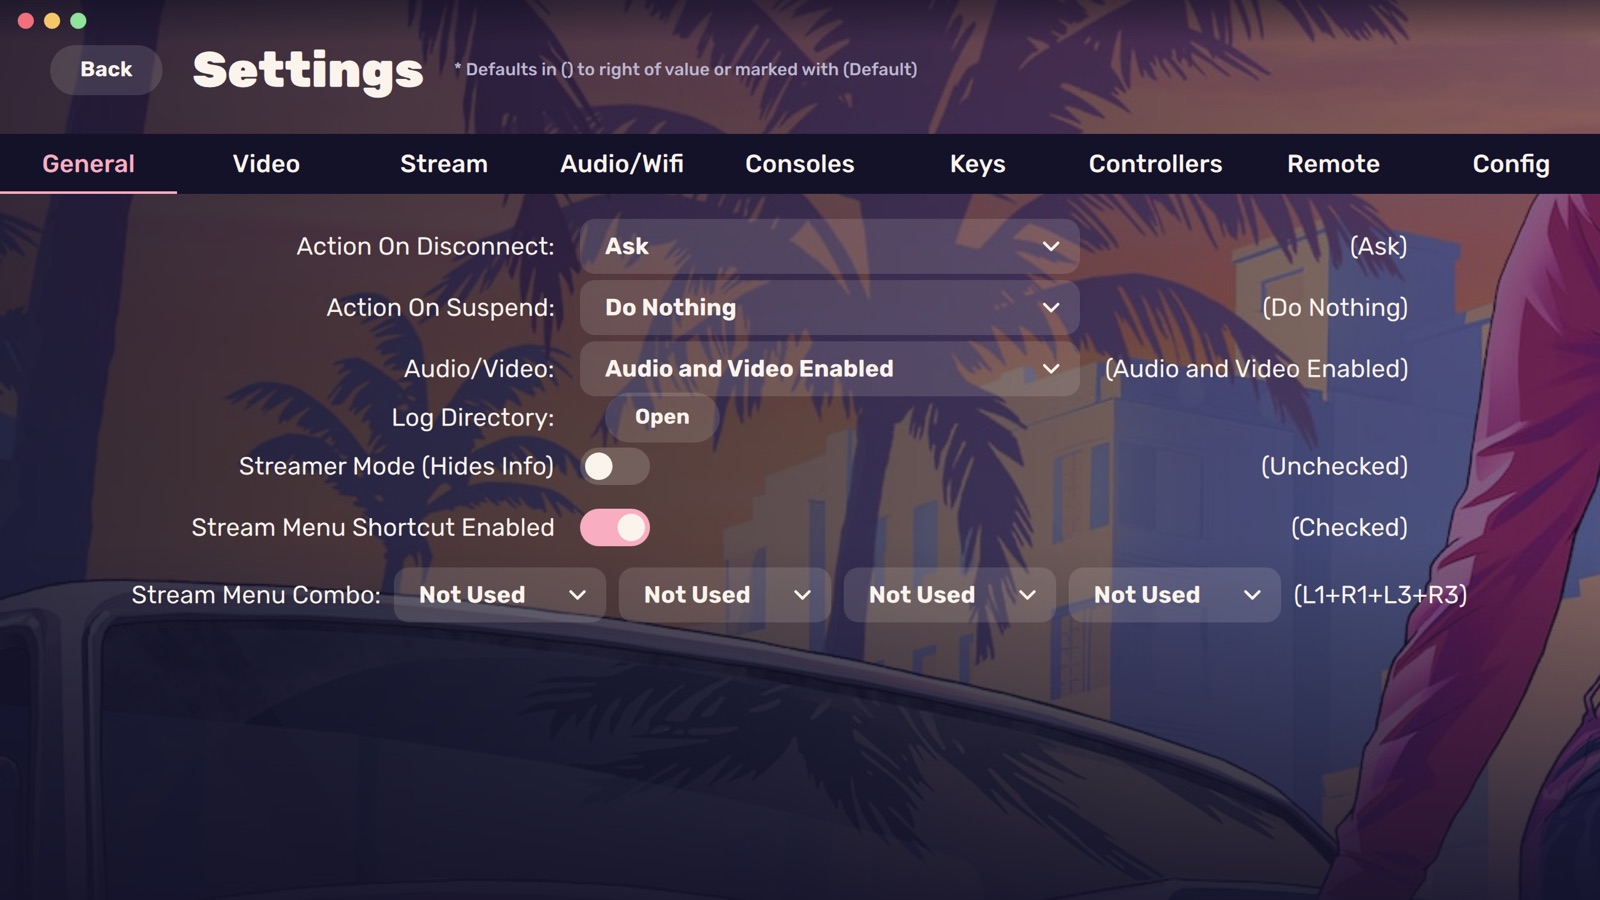 Back
Settings
* Defaults in () to right of value or marked with (Default)
General Video Stream Audio/Wifi Consoles Keys Controllers Remote Config
Action On Disconnect: Ask (Ask)
Action On Suspend: Do Nothing (Do Nothing)
Audio/Video: Audio and Video Enabled (Audio and Video Enabled)
Log Directory: Open
Streamer Mode (Hides Info) (Unchecked)
Stream Menu Shortcut Enabled (Checked)
Stream Menu Combo: Not Used Not Used Not Used Not Used (L1+R1+L3+R3)